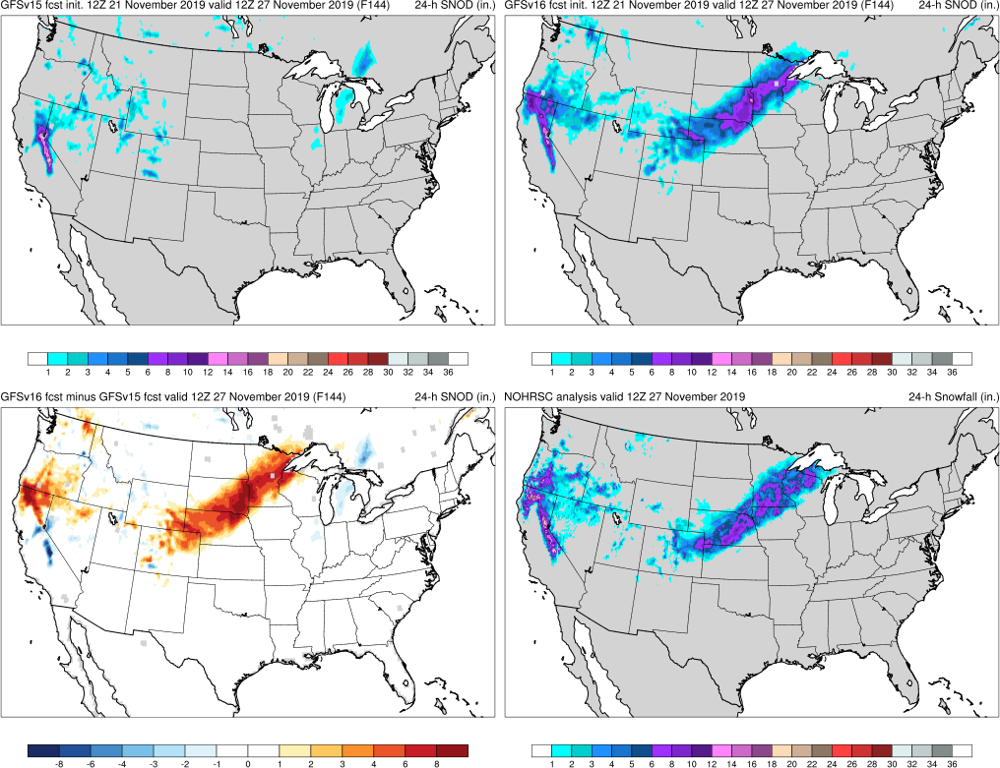 GFSv15 fcst init. 12Z 21 November 2019 valid 12Z 27 November 2019 (F144) 24-h SNOD (in.)
GFSv16 fcst init. 12Z 21 November 2019 valid 12Z 27 November 2019 (F144) 24-h SNOD (in.)
1 2 3 4 5 6 8 10 12 14 16 18 20 22 24 26 28 30 32 34 36
1 2 3 4 5 6 8 10 12 14 16 18 20 22 24 26 28 30 32 34 36
GFSv16 fcst minus GFSv15 fcst valid 12Z 27 November 2019 (F144) 24-h SNOD (in.)
NOHRSC analysis valid 12Z 27 November 2019 24-h Snowfall (in.)
-8 -6 -4 -3 -2 -1 0 1 2 3 4 6 8
1 2 3 4 5 6 8 10 12 14 16 18 20 22 24 26 28 30 32 34 36